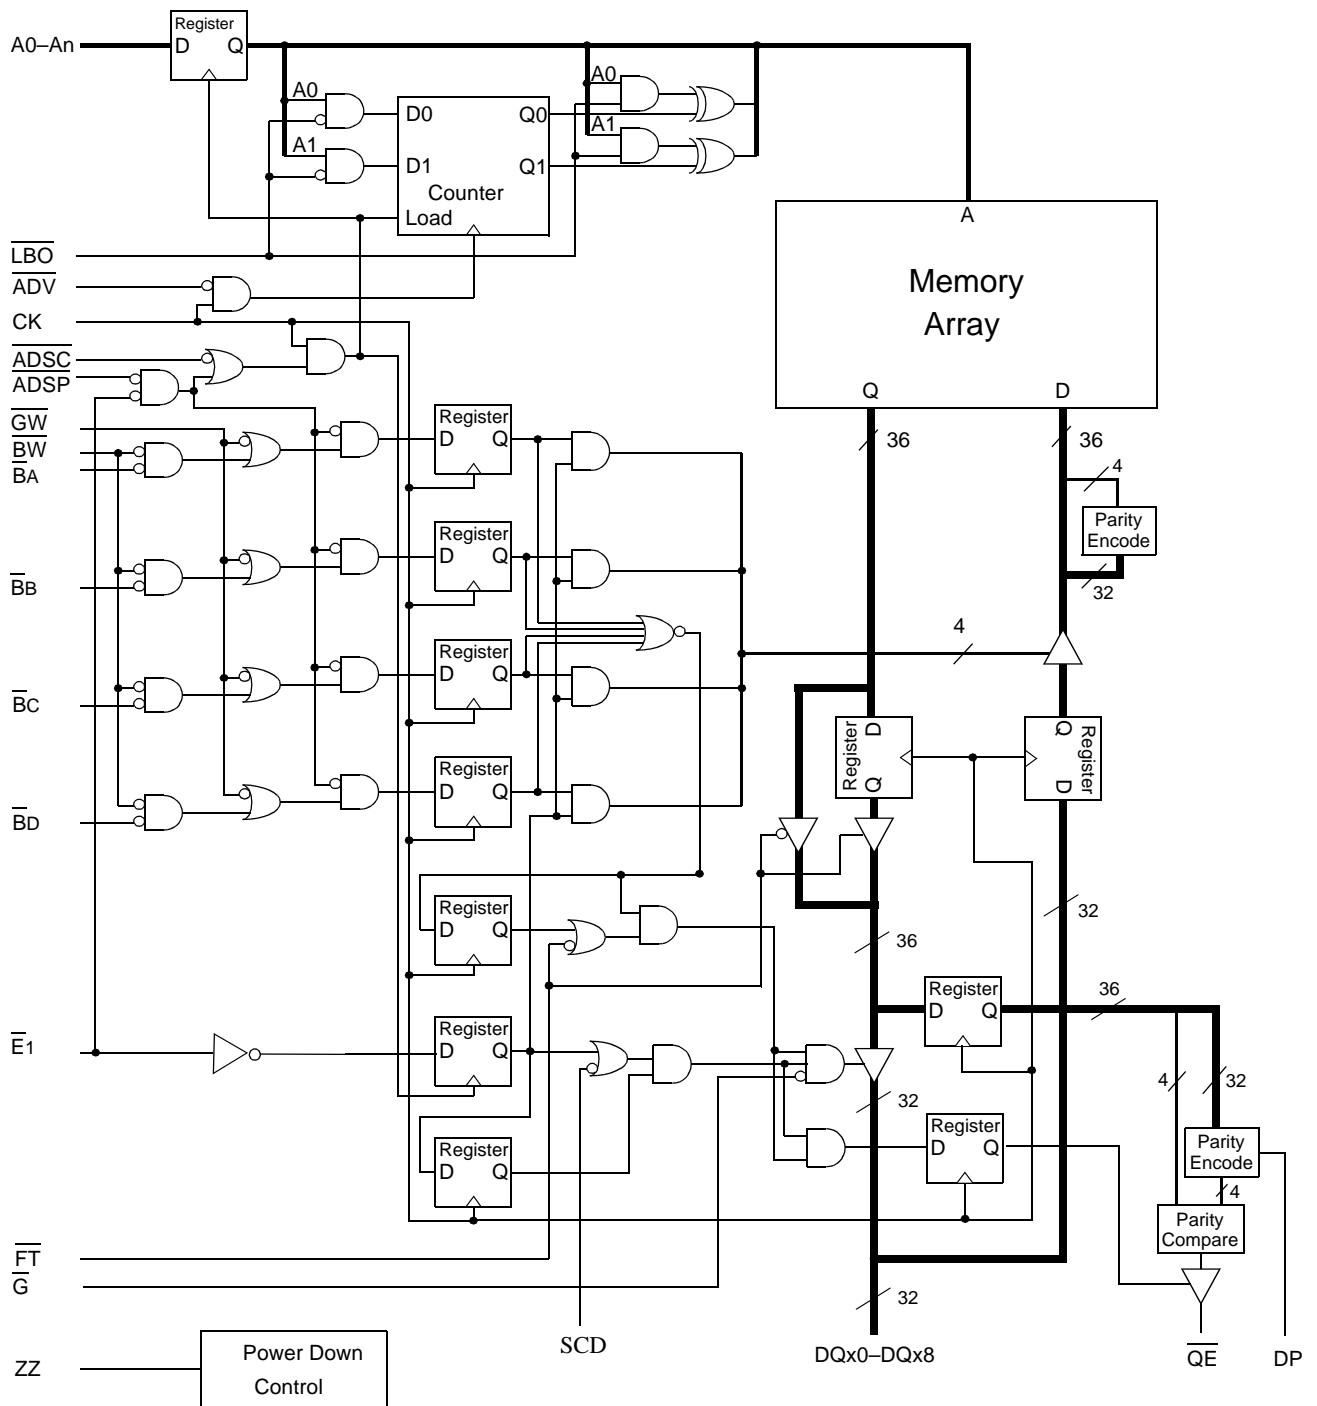 A0–An
Register
D Q
A0
A1
D0
D1
Q0
Q1
Counter
Load
A0
A1
A
Memory
Array
Q
D
LBO
ADV
CK
ADSC
ADSP
GW
BW
BA
BB
BC
BD
Register
D Q
Register
D Q
Register
D Q
Register
D Q
36
36
4
Parity
Encode
32
4
Register
D
Q
Register
Q
D
32
36
Register
D Q
Register
D Q
36
4
32
E1
Register
D Q
Register
D Q
32
Register
D Q
Parity
Encode
4
Parity
Compare
FT
G
32
SCD
DQx0–DQx8
QE
DP
ZZ
Power Down
Control